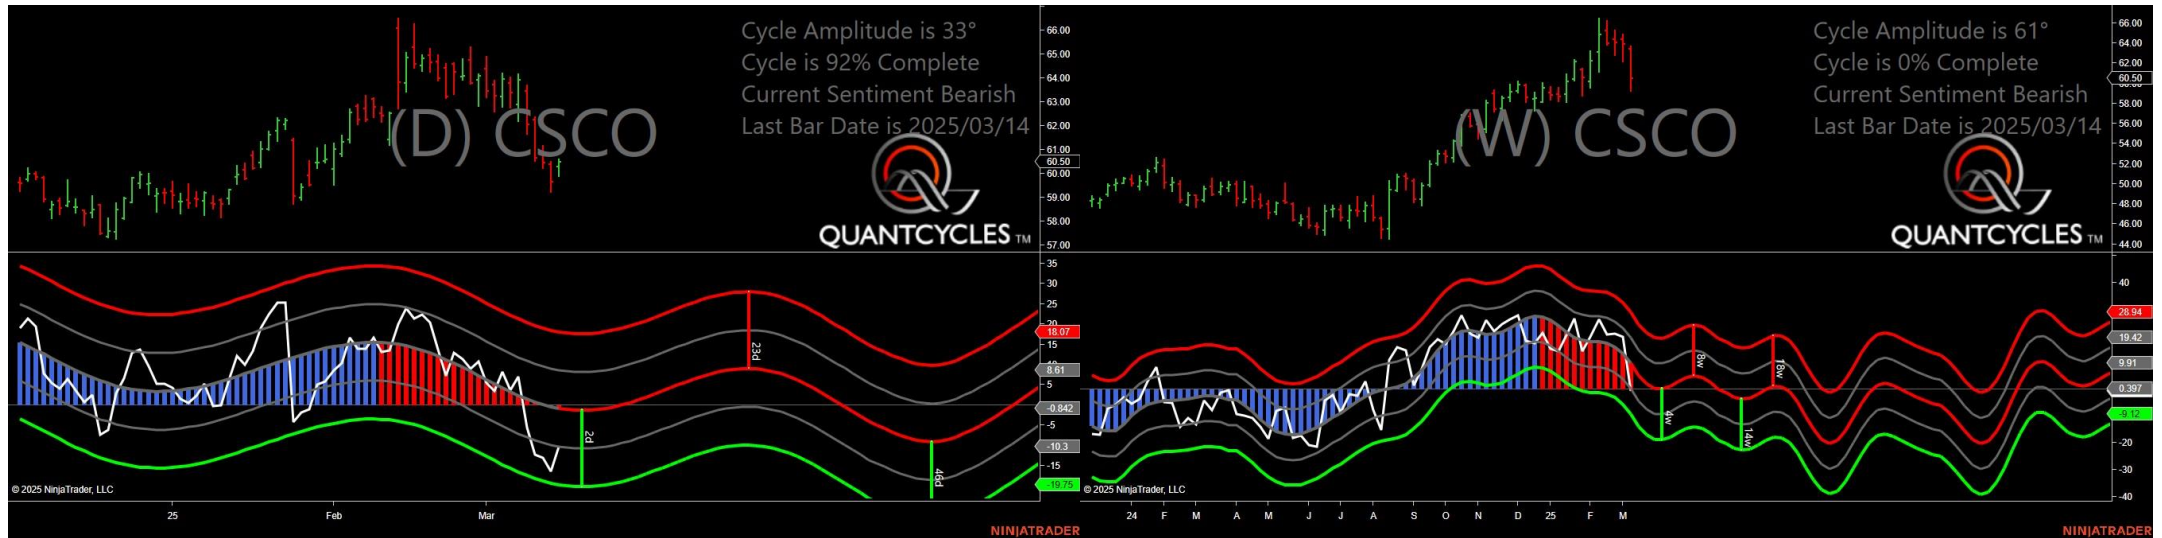 Cycle Amplitude is 33°
Cycle is 92% Complete
Current Sentiment Bearish
Last Bar Date is 2025/03/14
(D) CSCO
QUANTCYCLES TM
66.00
65.00
64.00
63.00
62.00
61.00
60.50
60.00
59.00
58.00
57.00
35
30
25
20
18.07
15
8.61
5
-0.842
-5
-10.3
-15
-19.75
23d
2d
46d
© 2025 NinjaTrader, LLC
25 Feb Mar
NINJATRADER
Cycle Amplitude is 61°
Cycle is 0% Complete
Current Sentiment Bearish
Last Bar Date is 2025/03/14
(W) CSCO
QUANTCYCLES TM
66.00
64.00
62.00
60.50
58.00
56.00
54.00
52.00
50.00
48.00
46.00
44.00
40
28.94
19.42
9.91
0.397
-9.12
-20
-30
-40
8w
18w
4w
14w
© 2025 NinjaTrader, LLC
24 F M A M J J A S O N D 25 F M
NINJATRADER